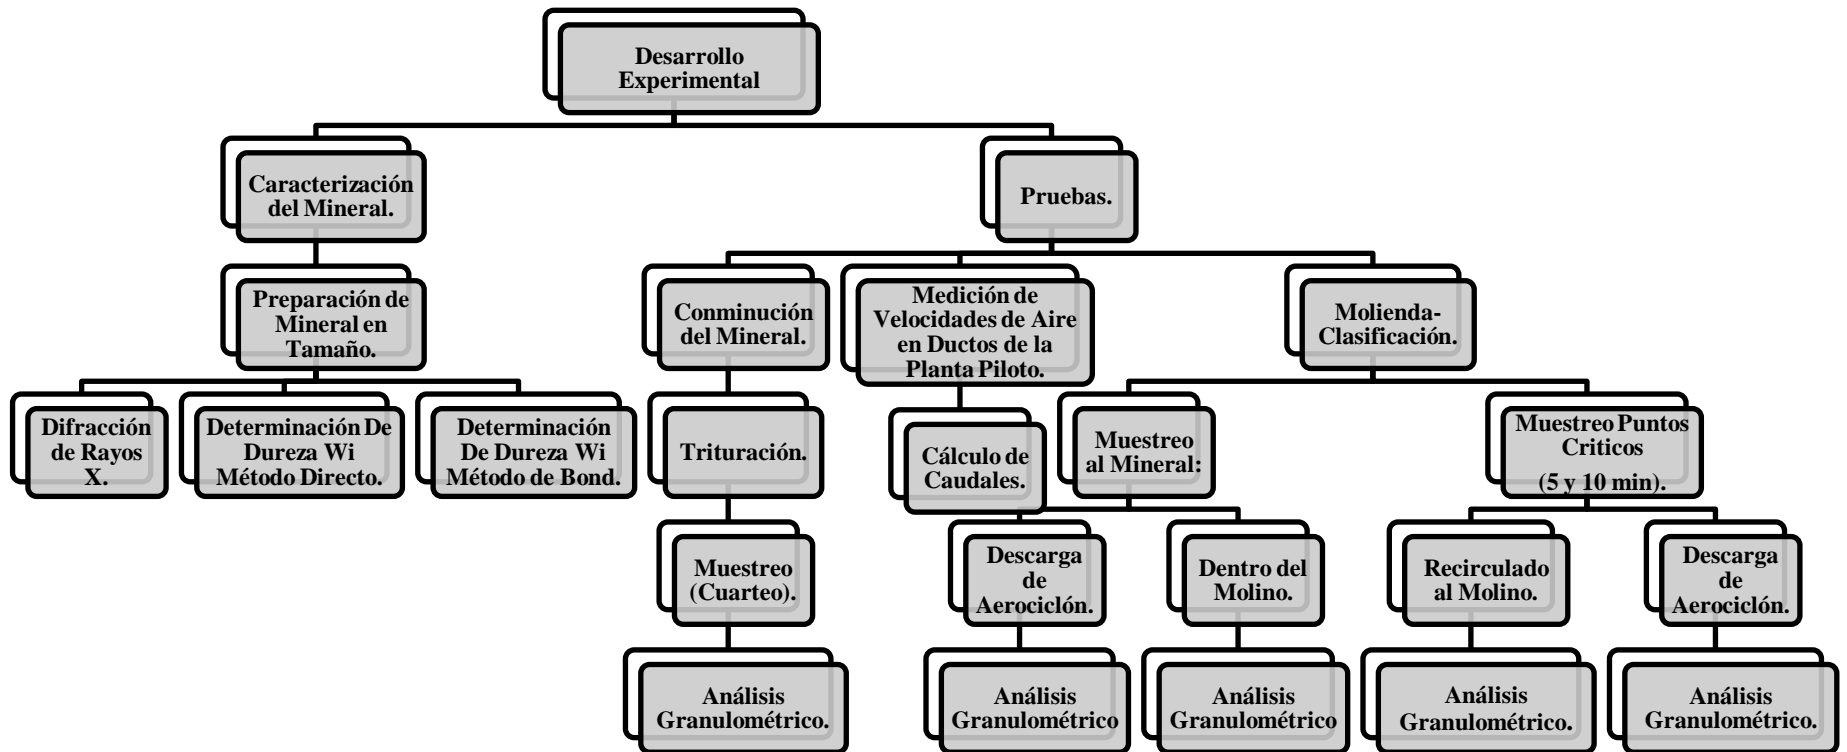 Desarrollo
Experimental
Caracterización
del Mineral.
Pruebas.
Preparación de
Mineral en
Tamaño.
Conminución
del Mineral.
Medición de
Velocidades de Aire
en Ductos de la
Planta Piloto.
Molienda-
Clasificación.
Difracción
de Rayos
X.
Determinación De
Dureza Wi
Método Directo.
Determinación
De Dureza Wi
Método de Bond.
Trituración.
Cálculo de
Caudales.
Muestreo
al Mineral:
Muestreo Puntos
Criticos
(5 y 10 min).
Muestreo
(Cuarteo).
Descarga
de
Aerociclón.
Dentro del
Molino.
Recirculado
al Molino.
Descarga
de
Aerociclón.
Análisis
Granulométrico.
Análisis
Granulométrico
Análisis
Granulométrico
Análisis
Granulométrico.
Análisis
Granulométrico.